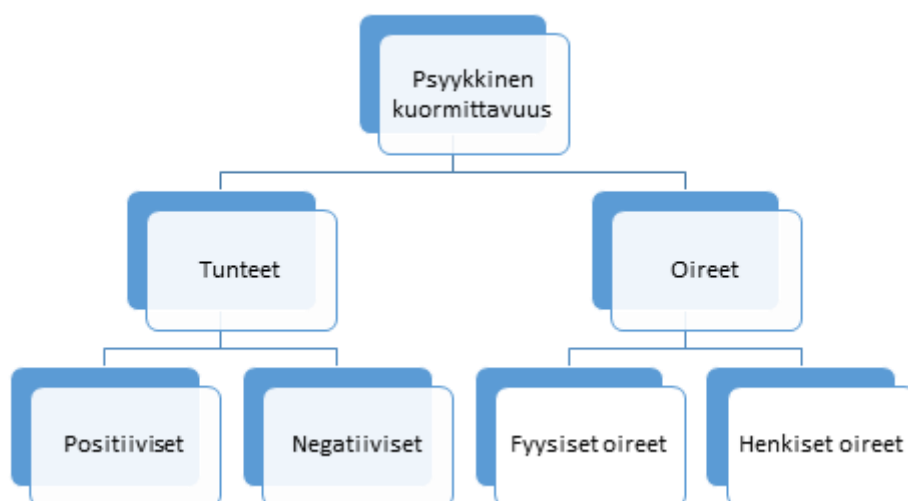 Psyykkinen
kuormittavuus
Tunteet
Oireet
Positiiviset
Negatiiviset
Fyysiset oireet
Henkiset oireet